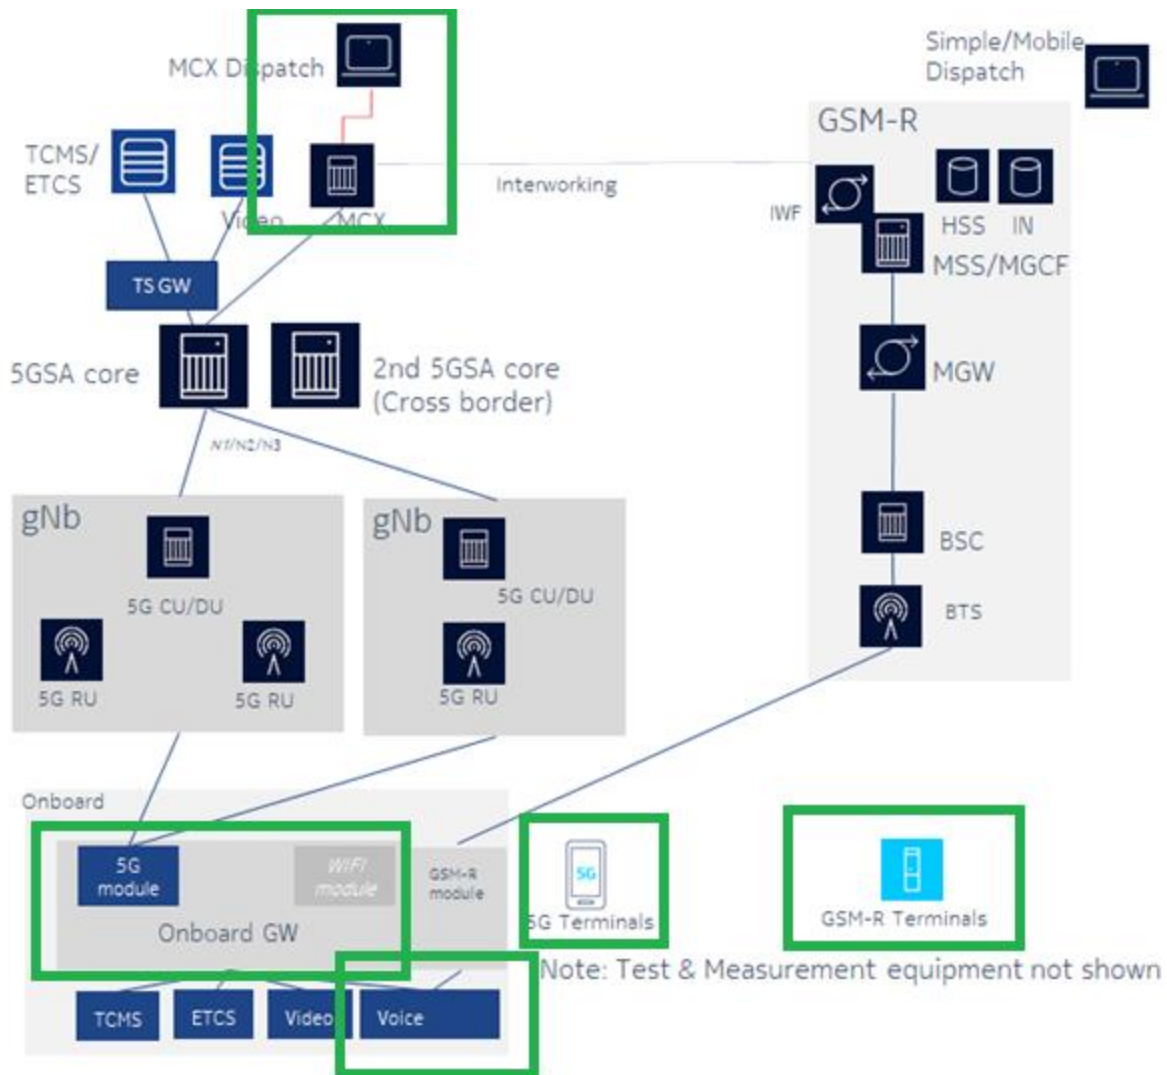 MCX Dispatch
Simple/Mobile
Dispatch
GSM-R
TCMS/
ETCS
Video
MCX
Interworking
IWF
HSS
IN
MSS/MGCF
TS GW
5GSA core
2nd 5GSA core
(Cross border)
MGW
N1/N2/N3
gNb
gNb
BSC
5G CU/DU
5G CU/DU
BTS
5G RU
5G RU
5G RU
Onboard
5G
module
WIFI
module
GSM-R
module
Onboard GW
5G
5G Terminals
GSM-R Terminals
Note: Test & Measurement equipment not shown
TCMS
ETCS
Video
Voice